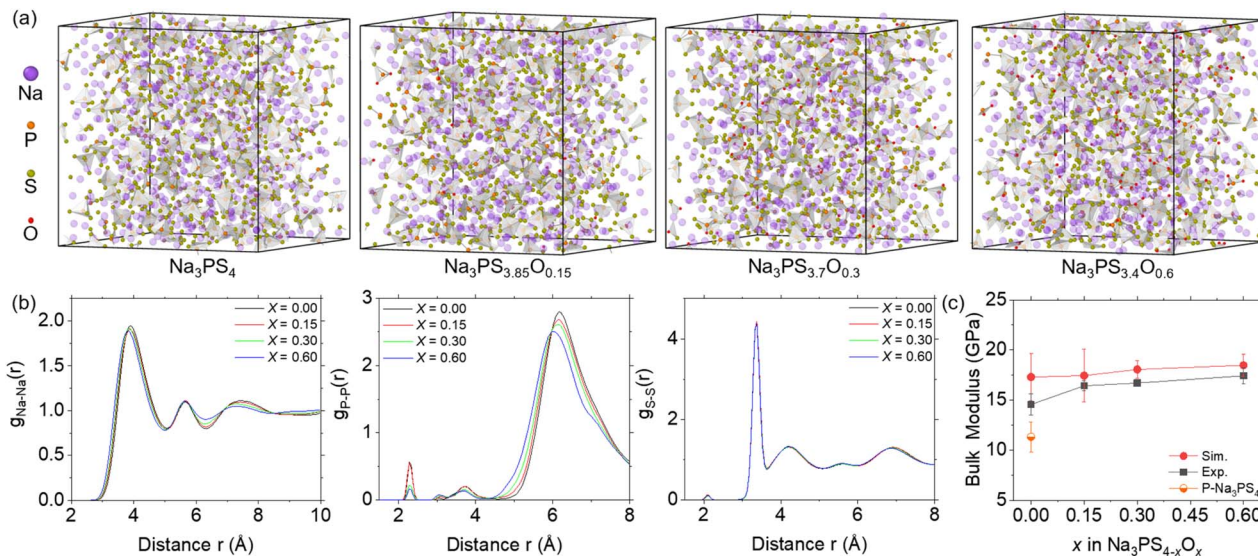 (a)
Na
P
S
O
Na₃PS₄
Na₃PS₃.₈₅O₀.₁₅
Na₃PS₃.₇O₀.₃
Na₃PS₃.₄O₀.₆
(b)
g_Na-Na(r)
2.0
1.5
1.0
0.5
0.0
X = 0.00
X = 0.15
X = 0.30
X = 0.60
2 4 6 8 10
Distance r (Å)
g_P-P(r)
3
2
1
0
X = 0.00
X = 0.15
X = 0.30
X = 0.60
2 4 6 8
Distance r (Å)
g_S-S(r)
4
2
0
X = 0.00
X = 0.15
X = 0.30
X = 0.60
2 4 6 8
Distance r (Å)
(c)
Bulk Modulus (GPa)
25
20
15
10
5
0
Sim.
Exp.
P-Na₃PS₄
0.00 0.15 0.30 0.45 0.60
x in Na₃PS₄₋ₓOₓ